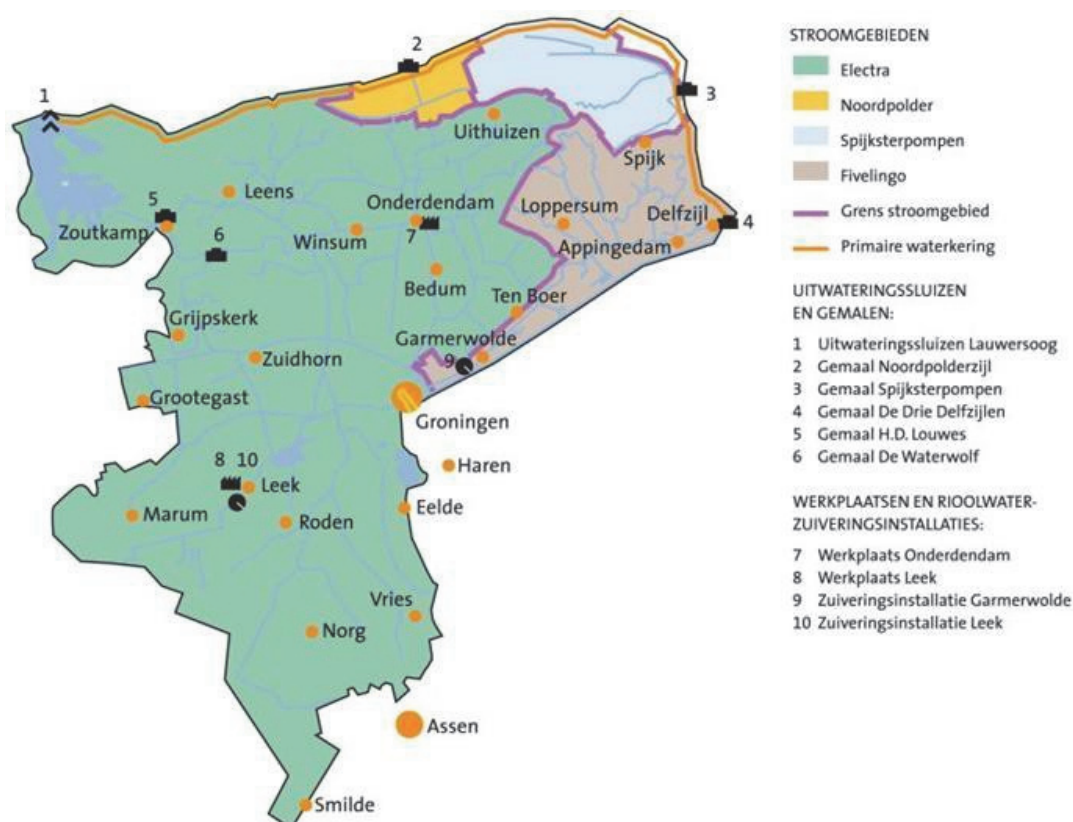 1
2
3
Uithuizen
Spijk
Leens
Onderdendam
Loppersum
Delfzijl
4
5
Zoutkamp
6
Winsum
7
Appingedam
Bedum
Ten Boer
Grijpskerk
Garmerwolde
Zuidhorn
9
Grootegast
Groningen
Haren
8 10
Leek
Marum
Roden
Eelde
Vries
Norg
Assen
Smilde
STROOMGEBIEDEN
Electra
Noordpolder
Spijksterpompen
Fivelingo
Grens stroomgebied
Primaire waterkering
UITWATERINGSSLUIZEN
EN GEMALEN:
1 Uitwateringssluizen Lauwersoog
2 Gemaal Noordpolderzijl
3 Gemaal Spijksterpompen
4 Gemaal De Drie Delfzijlen
5 Gemaal H.D. Louwes
6 Gemaal De Waterwolf
WERKPLAATSEN EN RIOOLWATER-
ZUIVERINGSINSTALLATIES:
7 Werkplaats Onderdendam
8 Werkplaats Leek
9 Zuiveringsinstallatie Garmerwolde
10 Zuiveringsinstallatie Leek